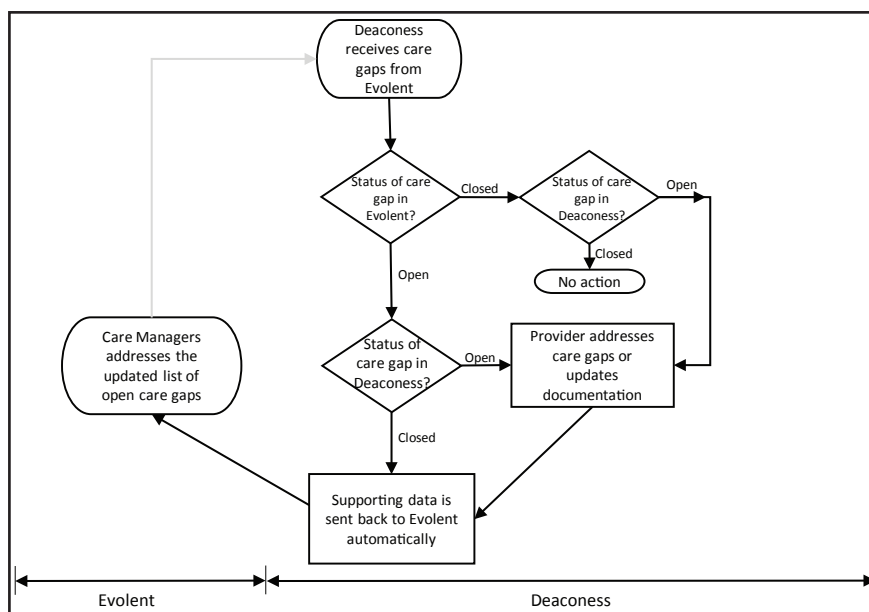 Deaconess
receives care
gaps from
Evolent
Status of care
gap in
Evolent?
Closed
Status of care
gap in
Deaconess?
Open
Closed
No action
Open
Care Managers
addresses the
updated list of
open care gaps
Status of
care gap in
Deaconess?
Open
Provider addresses
care gaps or
updates
documentation
Closed
Supporting data is
sent back to Evolent
automatically
Evolent
Deaconess